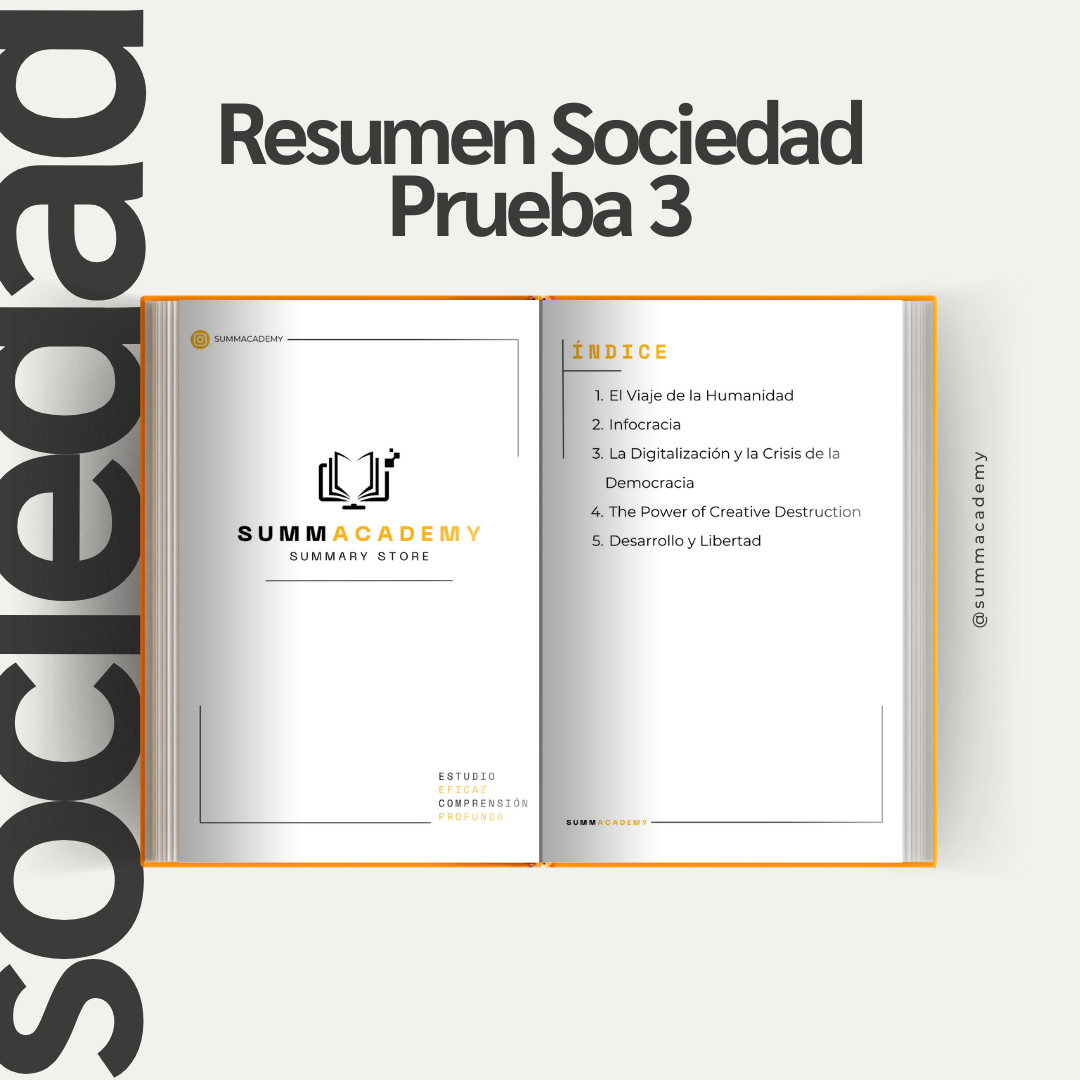 sociedad
Resumen Sociedad
Prueba 3
SUMMACADEMY
SUMMACADEMY
SUMMARY STORE
ESTUDIO
EFICAZ
COMPRENSIÓN
PROFUNDA
ÍNDICE
1. El Viaje de la Humanidad
2. Infocracia
3. La Digitalización y la Crisis de la
Democracia
4. The Power of Creative Destruction
5. Desarrollo y Libertad
SUMMACADEMY
@summacademy